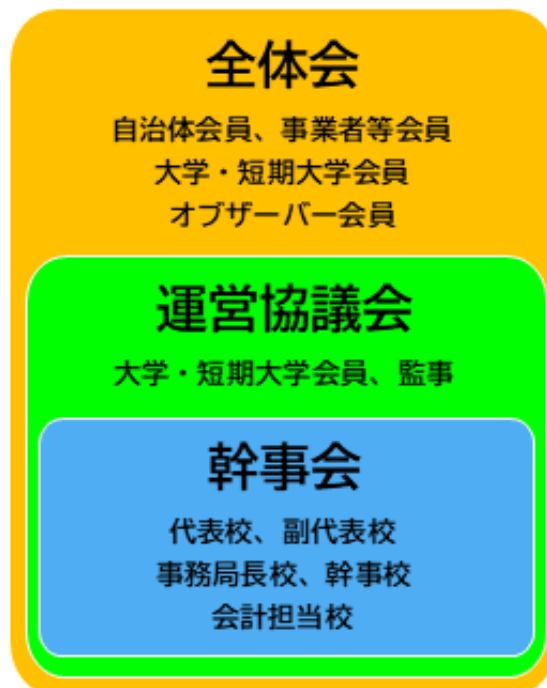 全体会
自治体会員、事業者等会員
大学・短期大学会員
オブザーバー会員
運営協議会
大学・短期大学会員、監事
幹事会
代表校、副代表校
事務局長校、幹事校
会計担当校